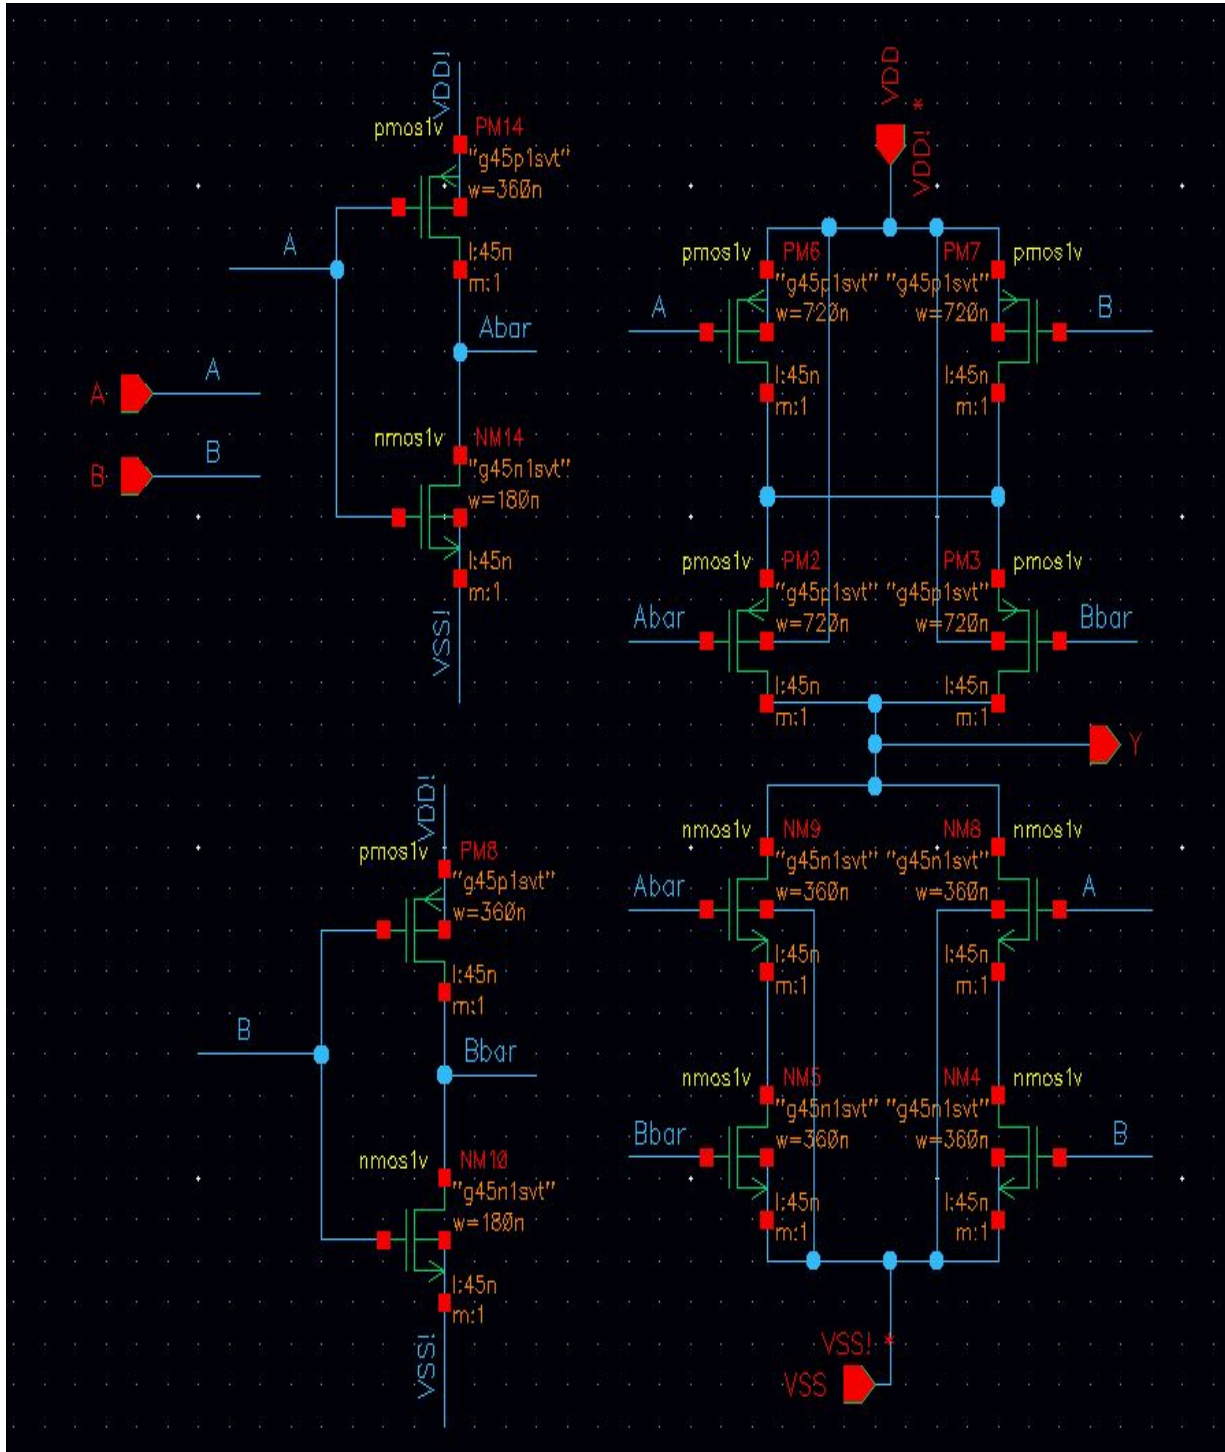 VDD!
pmos1v PM14
"g45p1svt"
w=360n
l:45n
m:1
A
Abar
A A
B B
nmos1v NM14
"g45n1svt"
w=180n
l:45n
m:1
VSS!
VDD!
pmos1v PM8
"g45p1svt"
w=360n
l:45n
m:1
B
Bbar
nmos1v NM10
"g45n1svt"
w=180n
l:45n
m:1
VSS!
VDD
VDD! *
pmos1v PM6 PM7 pmos1v
"g45p1svt" "g45p1svt"
A w=720n w=720n B
l:45n l:45n
m:1 m:1
pmos1v PM2 PM3 pmos1v
"g45p1svt" "g45p1svt"
Abar w=720n w=720n Bbar
l:45n l:45n
m:1 m:1
Y
nmos1v NM9 NM8 nmos1v
"g45n1svt" "g45n1svt"
Abar w=360n w=360n A
l:45n l:45n
m:1 m:1
nmos1v NM5 NM4 nmos1v
"g45n1svt" "g45n1svt"
Bbar w=360n w=360n B
l:45n l:45n
m:1 m:1
VSS! *
VSS